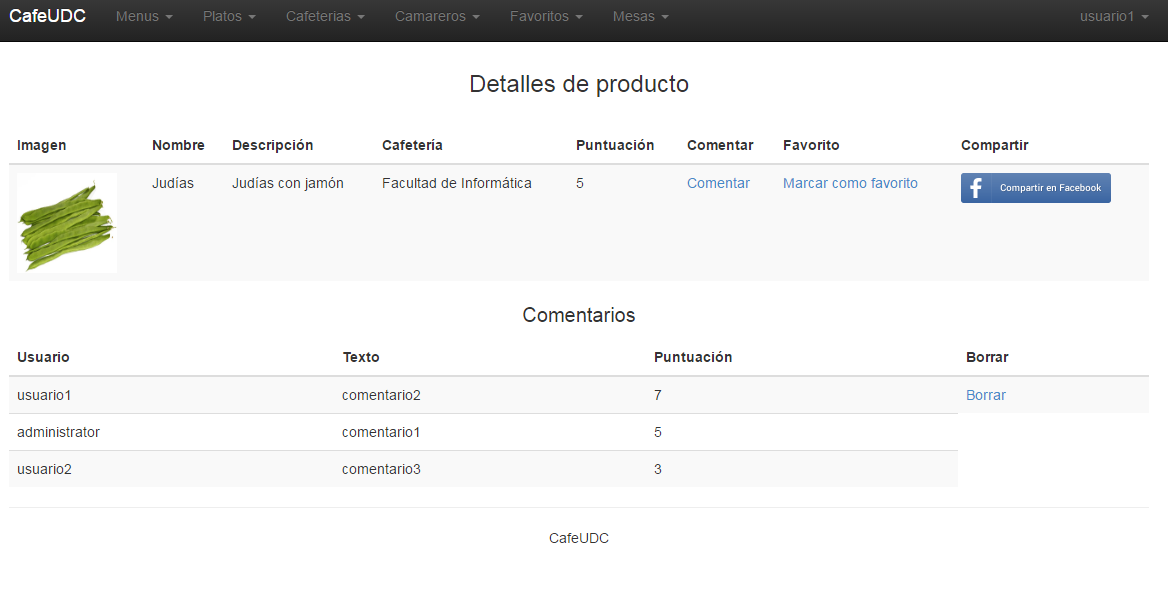 CafeUDC Menus Platos Cafeterias Camareros Favoritos Mesas usuario1
Detalles de producto
Imagen Nombre Descripción Cafetería Puntuación Comentar Favorito Compartir
Judías Judías con jamón Facultad de Informática 5 Comentar Marcar como favorito Compartir en Facebook
Comentarios
Usuario Texto Puntuación Borrar
usuario1 comentario2 7 Borrar
administrator comentario1 5
usuario2 comentario3 3
CafeUDC